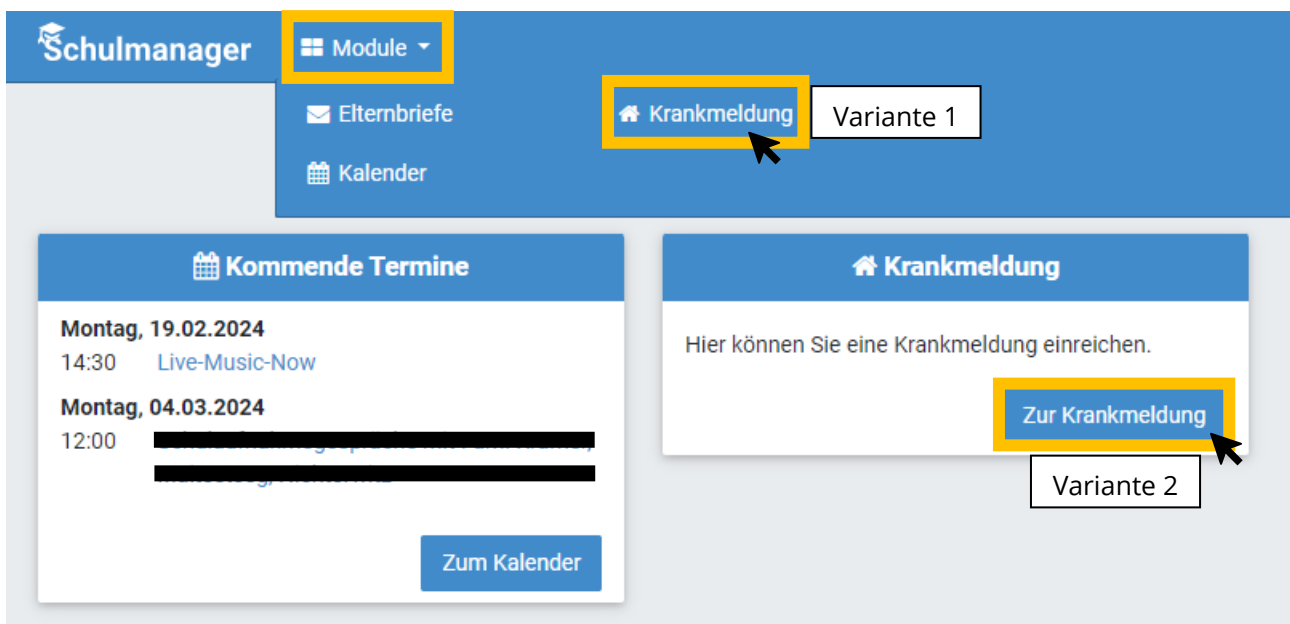 Schulmanager
Module
Elternbriefe
Krankmeldung
Variante 1
Kalender
Kommende Termine
Montag, 19.02.2024
14:30 Live-Music-Now
Montag, 04.03.2024
12:00
Zum Kalender
Krankmeldung
Hier können Sie eine Krankmeldung einreichen.
Zur Krankmeldung
Variante 2